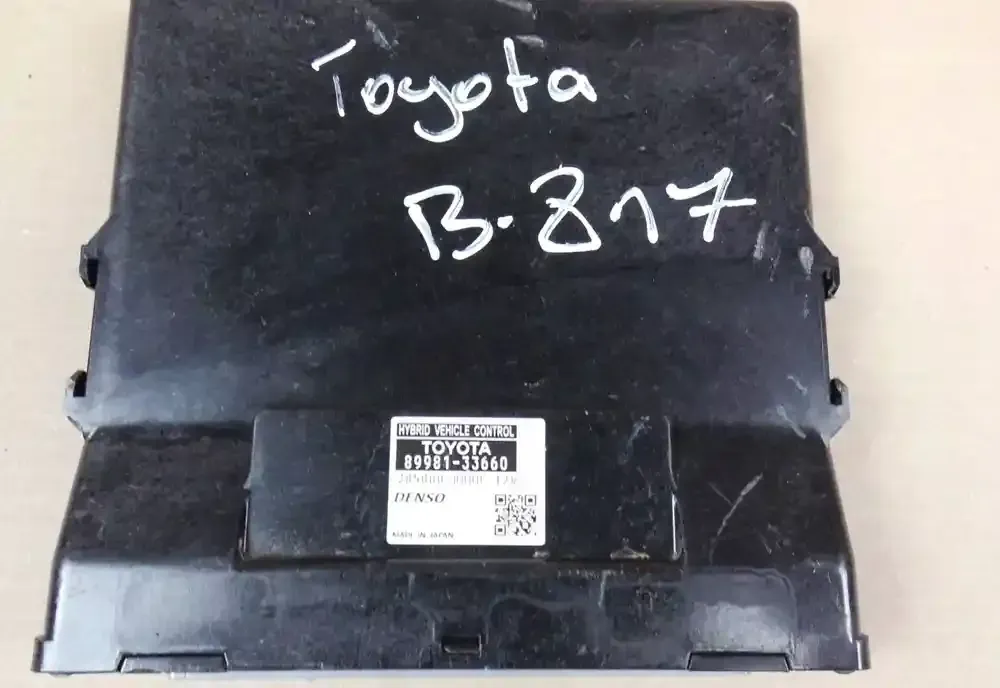 Toyota
B-817
HYBRID VEHICLE CONTROL
TOYOTA
89981-33660
DENSO
MADE IN JAPAN